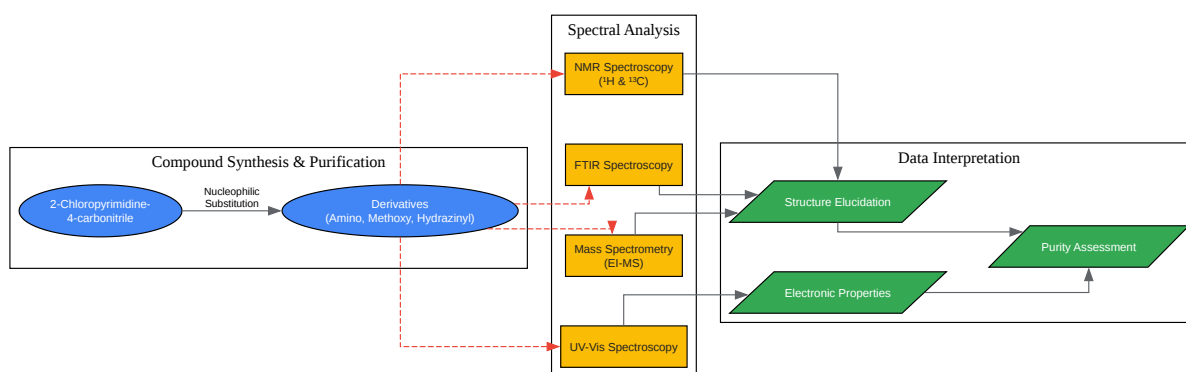 Compound Synthesis & Purification
2-Chloropyrimidine-
4-carbonitrile
Nucleophilic
Substitution
Derivatives
(Amino, Methoxy, Hydrazinyl)
Spectral Analysis
NMR Spectroscopy
(¹H & ¹³C)
FTIR Spectroscopy
Mass Spectrometry
(EI-MS)
UV-Vis Spectroscopy
Data Interpretation
Structure Elucidation
Purity Assessment
Electronic Properties